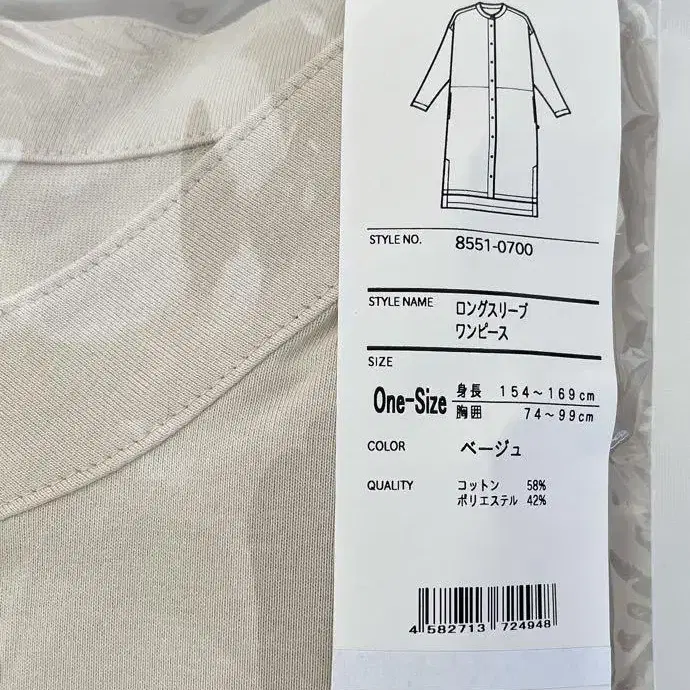 STYLE NO. 8551-0700
STYLE NAME ロングスリーブ
ワンピース
SIZE
One-Size 身長 154～169cm
胸囲 74～99cm
COLOR ベージュ
QUALITY コットン 58%
ポリエステル 42%
4 582713 724948